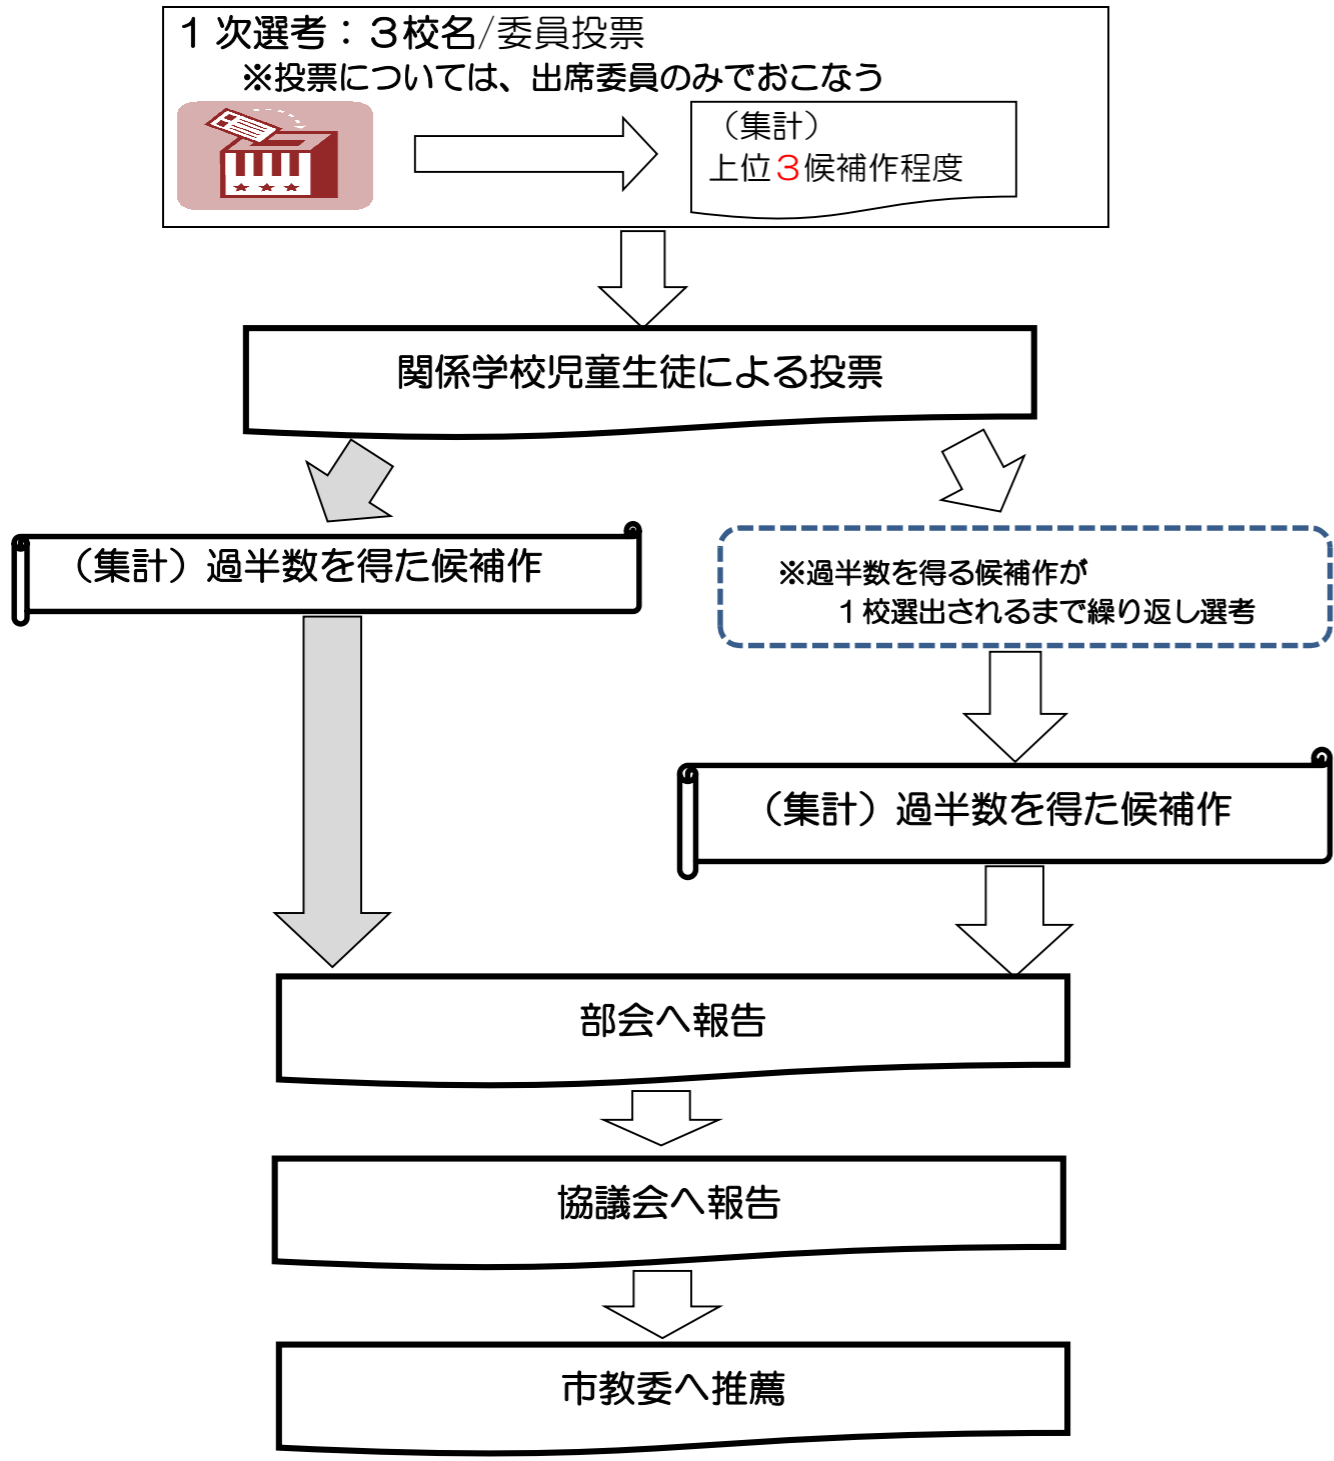 1 次選考：３校名/委員投票
※投票については、出席委員のみでおこなう
（集計）
上位３候補作程度
関係学校児童生徒による投票
（集計）過半数を得た候補作
※過半数を得る候補作が
１校選出されるまで繰り返し選考
（集計）過半数を得た候補作
部会へ報告
協議会へ報告
市教委へ推薦